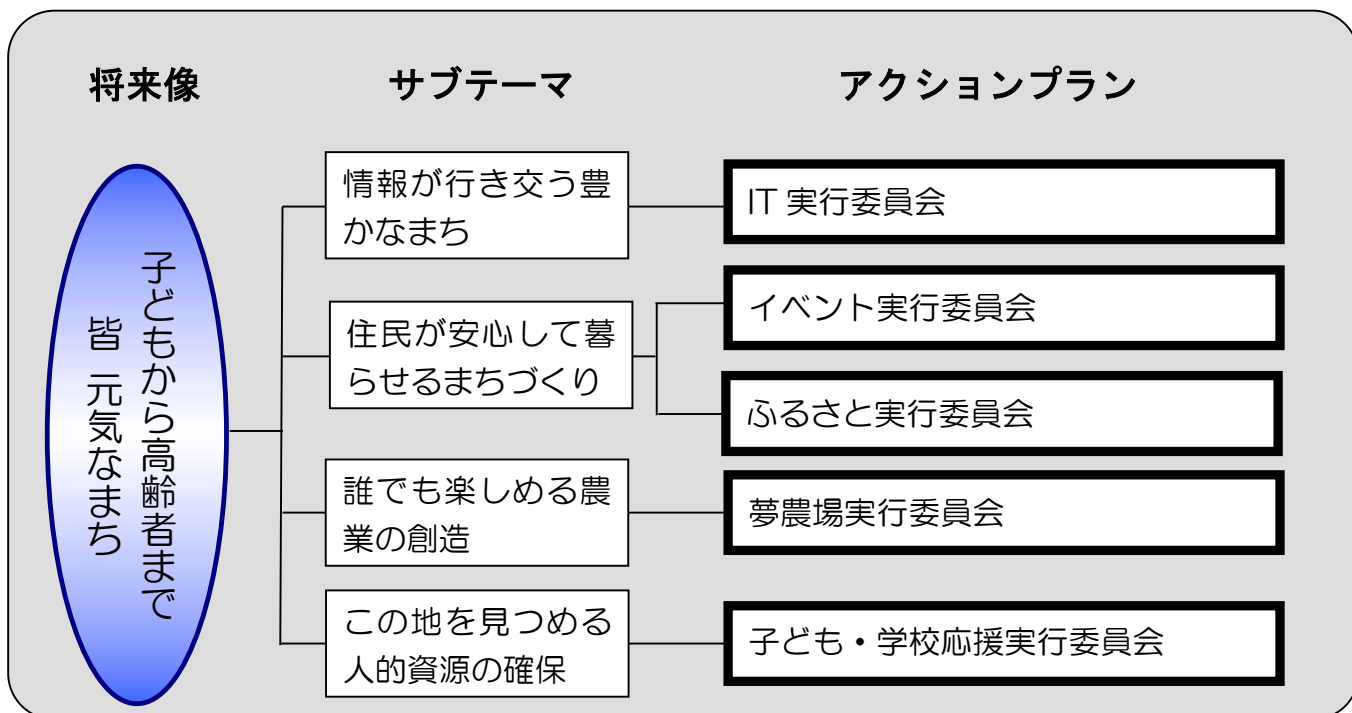 将来像
サブテーマ
アクションプラン
子どもから高齢者まで
皆 元気なまち
情報が行き交う豊
かなまち
IT 実行委員会
住民が安心して暮
らせるまちづくり
イベント実行委員会
ふるさと実行委員会
誰でも楽しめる農
業の創造
夢農場実行委員会
この地を見つめる
人的資源の確保
子ども・学校応援実行委員会